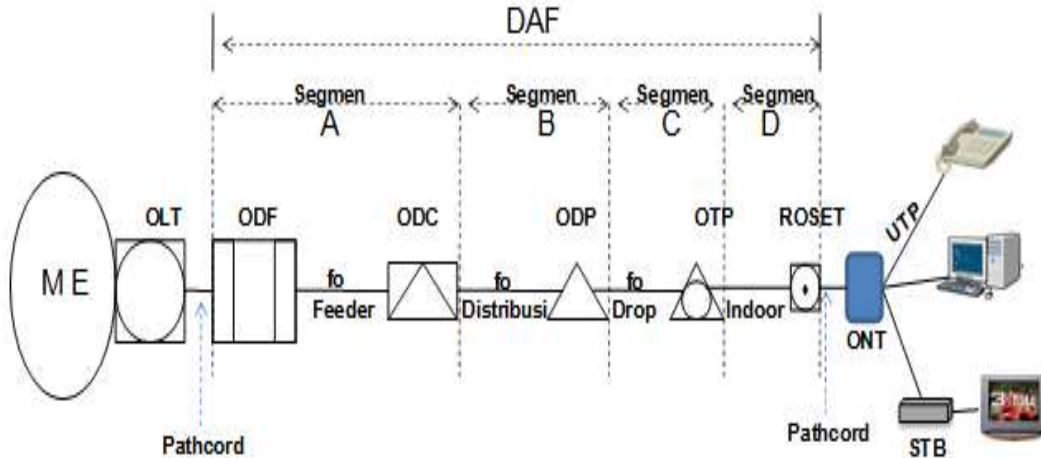 DAF
Segmen
A
Segmen
B
Segmen
C
Segmen
D
OLT
ODF
ODC
ODP
OTP
ROSET
UTP
M E
fo
Feeder
fo
Distribusi
fo
Drop
Indoor
ONT
Pathcord
Pathcord
STB